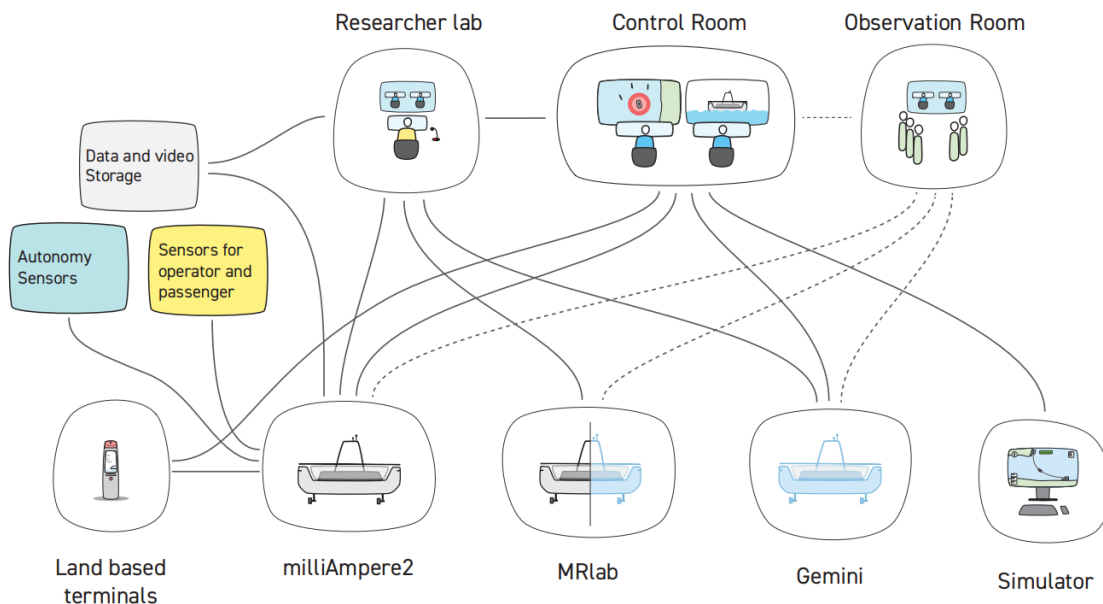 Researcher lab
Control Room
Observation Room
Data and video
Storage
Autonomy
Sensors
Sensors for
operator and
passenger
Land based
terminals
milliAmpere2
MRlab
Gemini
Simulator